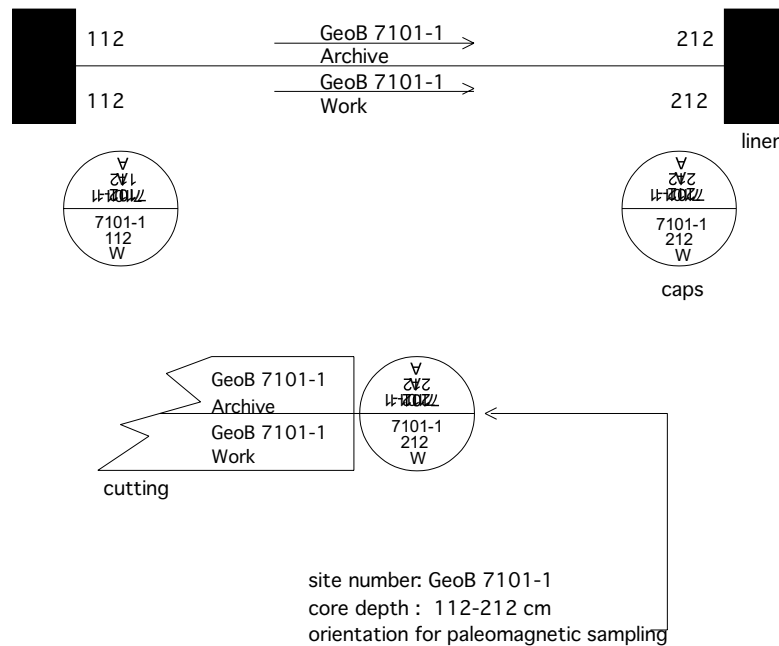 112 GeoB 7101-1 212
Archive
GeoB 7101-1
112 Work 212
liner
A
A
7101-1
112
W
7101-1
212
W
caps
GeoB 7101-1
Archive
GeoB 7101-1
Work
A
7101-1
212
W
cutting
site number: GeoB 7101-1
core depth : 112-212 cm
orientation for paleomagnetic sampling